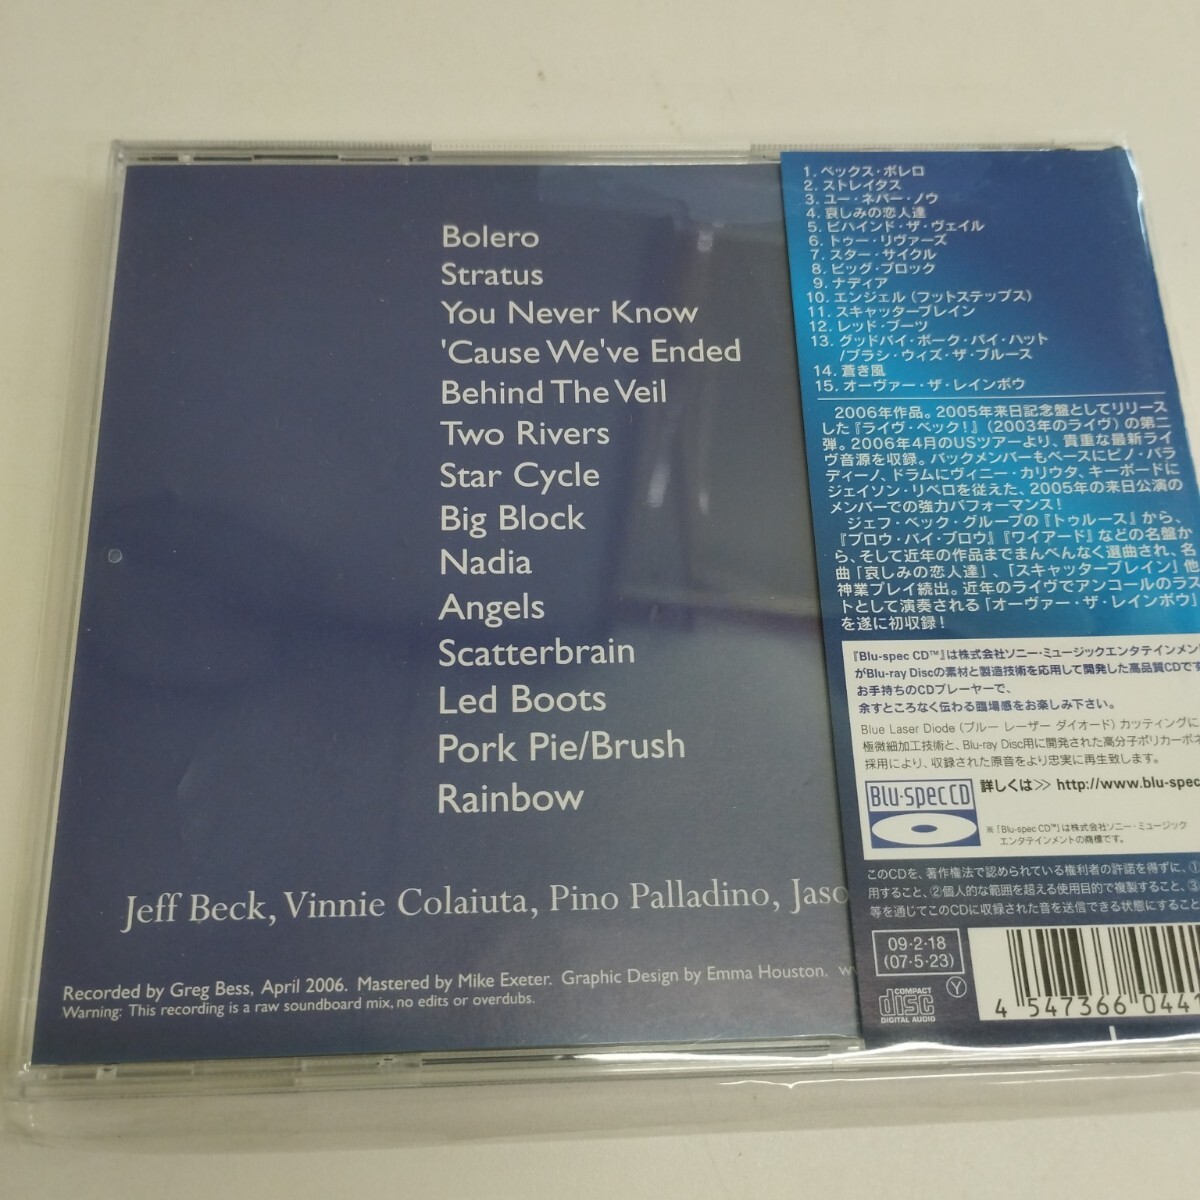 Bolero
Stratus
You Never Know
'Cause We've Ended
Behind The Veil
Two Rivers
Star Cycle
Big Block
Nadia
Angels
Scatterbrain
Led Boots
Pork Pie/Brush
Rainbow
Jeff Beck, Vinnie Colaiuta, Pino Palladino, Jaso
Recorded by Greg Bess, April 2006. Mastered by Mike Exeter. Graphic Design by Emma Houston.
Warning: This recording is a raw soundboard mix, no edits or overdubs.
1. ベックス・ボレロ
2. ストレイタス
3. ユー・ネバー・ノウ
4. 哀しみの恋人達
5. ビハインド・ザ・ヴェイル
6. トゥー・リヴァーズ
7. スター・サイクル
8. ビッグ・ブロック
9. ナディア
10. エンジェル（フットステップス）
11. スキャッターブレイン
12. レッド・ブーツ
13. グッドバイ・ポーク・パイ・ハット
/ブラシ・ウィズ・ザ・ブルース
14. 蒼き風
15. オーヴァー・ザ・レインボウ
2006年作品。2005年来日記念盤としてリリース
した『ライヴ・ベック！』（2003年のライヴ）の第二
弾。2006年4月のUSツアーより、貴重な最新ライ
ヴ音源を収録。バックメンバーもベースにピノ・パラ
ディーノ、ドラムにヴィニー・カリウタ、キーボードに
ジェイソン・リベロを従えた、2005年の来日公演の
メンバーでの強力パフォーマンス！
ジェフ・ベック・グループの『トゥルース』から、
『ブロウ・バイ・ブロウ』『ワイアード』などの名盤か
ら、そして近年の作品までまんべんなく選曲され、名
曲「哀しみの恋人達」、「スキャッターブレイン」他
神業プレイ続出。近年のライヴでアンコールのラス
トとして演奏される「オーヴァー・ザ・レインボウ」
を遂に初収録！
『Blu-spec CD™』は株式会社ソニー・ミュージックエンタテインメント
がBlu-ray Discの素材と製造技術を応用して開発した高品質CDです
お手持ちのCDプレーヤーで、
余すところなく伝わる臨場感をお楽しみ下さい。
Blue Laser Diode（ブルー レーザー ダイオード）カッティングに
極微細加工技術と、Blu-ray Disc用に開発された高分子ポリカーボネ
採用により、収録された原音をより忠実に再生致します。
Blu-spec CD
詳しくは>> http://www.blu-spec
※「Blu-spec CD™」は株式会社ソニー・ミュージック
エンタテインメントの商標です。
このCDを、著作権法で認められている権利者の許諾を得ずに、①
用すること、②個人的な範囲を超える使用目的で複製すること、③
等を通じてこのCDに収録された音を送信できる状態にすること
09・2・18
(07・5・23)
COMPACT
disc
DIGITAL AUDIO
Y
4 547366 044